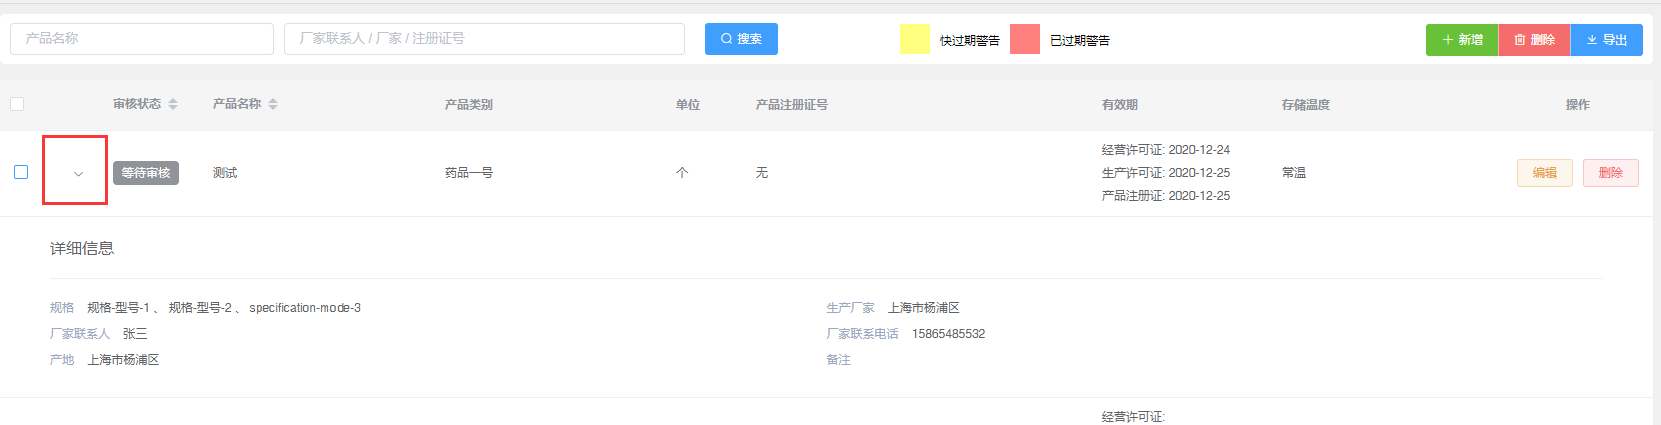 产品名称 厂家联系人 / 厂家 / 注册证号 搜索 快过期警告 已过期警告 新增 删除 导出
审核状态 产品名称 产品类别 单位 产品注册证号 有效期 存储温度 操作
经营许可证: 2020-12-24
等待审核 测试 药品一号 个 无 生产许可证: 2020-12-25 常温 编辑 删除
产品注册证: 2020-12-25
详细信息
规格 规格-型号-1 、 规格-型号-2 、 specification-mode-3 生产厂家 上海市杨浦区
厂家联系人 张三 厂家联系电话 15865485532
产地 上海市杨浦区 备注
经营许可证: